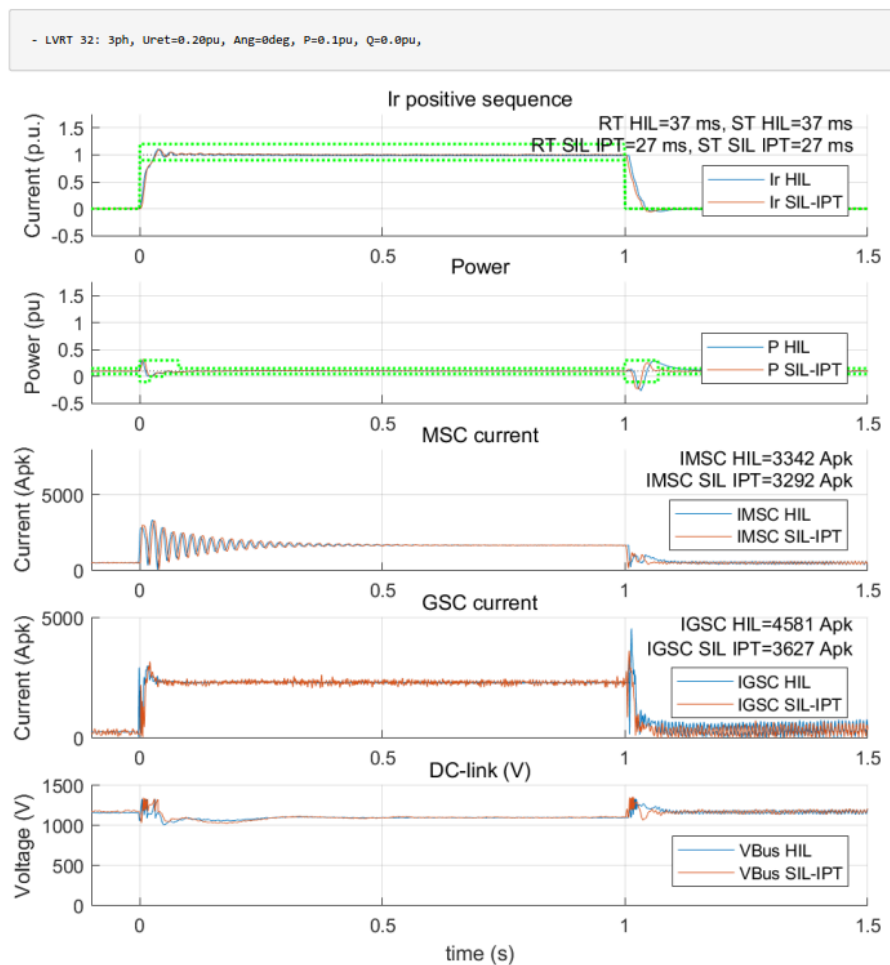 - LVRT 32: 3ph, Uret=0.20pu, Ang=0deg, P=0.1pu, Q=0.0pu,
Ir positive sequence
RT HIL=37 ms, ST HIL=37 ms
RT SIL IPT=27 ms, ST SIL IPT=27 ms
Current (p.u.)
1.5
1
0.5
0
-0.5
Ir HIL
Ir SIL-IPT
0
0.5
1
1.5
Power
Power (pu)
1.5
1
0.5
0
-0.5
P HIL
P SIL-IPT
0
0.5
1
1.5
MSC current
IMSC HIL=3342 Apk
IMSC SIL IPT=3292 Apk
Current (Apk)
5000
0
IMSC HIL
IMSC SIL-IPT
0
0.5
1
1.5
GSC current
IGSC HIL=4581 Apk
IGSC SIL IPT=3627 Apk
Current (Apk)
5000
0
IGSC HIL
IGSC SIL-IPT
0
0.5
1
1.5
DC-link (V)
Voltage (V)
1500
1000
500
0
VBus HIL
VBus SIL-IPT
0
0.5
1
1.5
time (s)